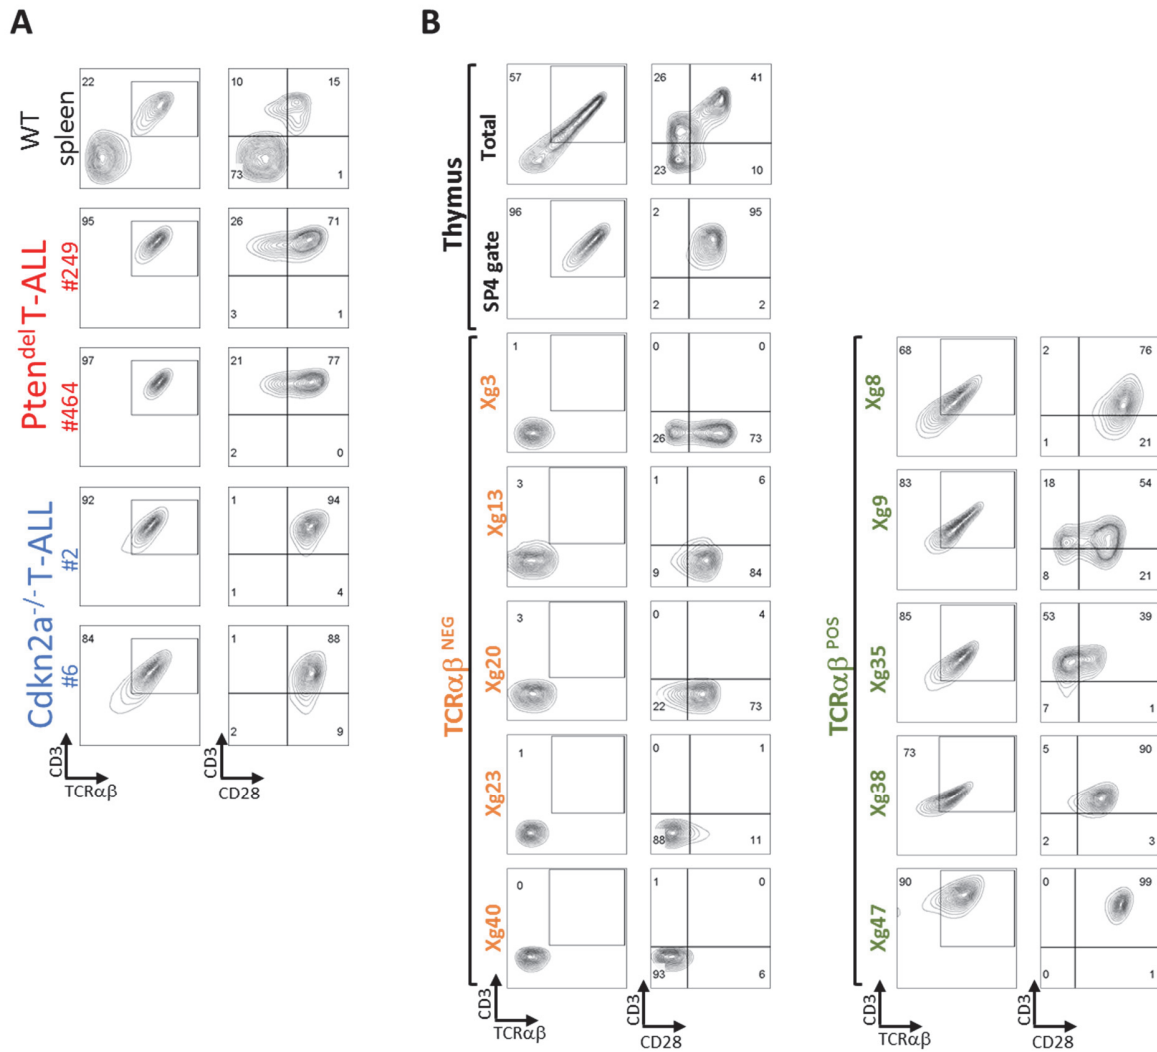 A
B
WT
spleen
22
10
15
73
1
Pten^del T-ALL
#249
95
26
71
3
1
#464
97
21
77
2
0
Cdkn2a^-/- T-ALL
#2
92
1
94
1
4
#6
84
1
88
2
9
CD3
TCRαβ
CD3
CD28
Thymus
Total
57
26
41
23
10
SP4 gate
96
2
95
2
2
TCRαβ^NEG
Xg3
1
0
0
26
73
Xg13
3
1
6
9
84
Xg20
3
0
4
22
73
Xg23
1
0
1
88
11
Xg40
0
1
0
93
6
CD3
TCRαβ
CD3
CD28
TCRαβ^POS
Xg8
68
2
76
1
21
Xg9
83
18
54
8
21
Xg35
85
53
39
7
1
Xg38
73
5
90
2
3
Xg47
90
0
99
0
1
CD3
TCRαβ
CD3
CD28